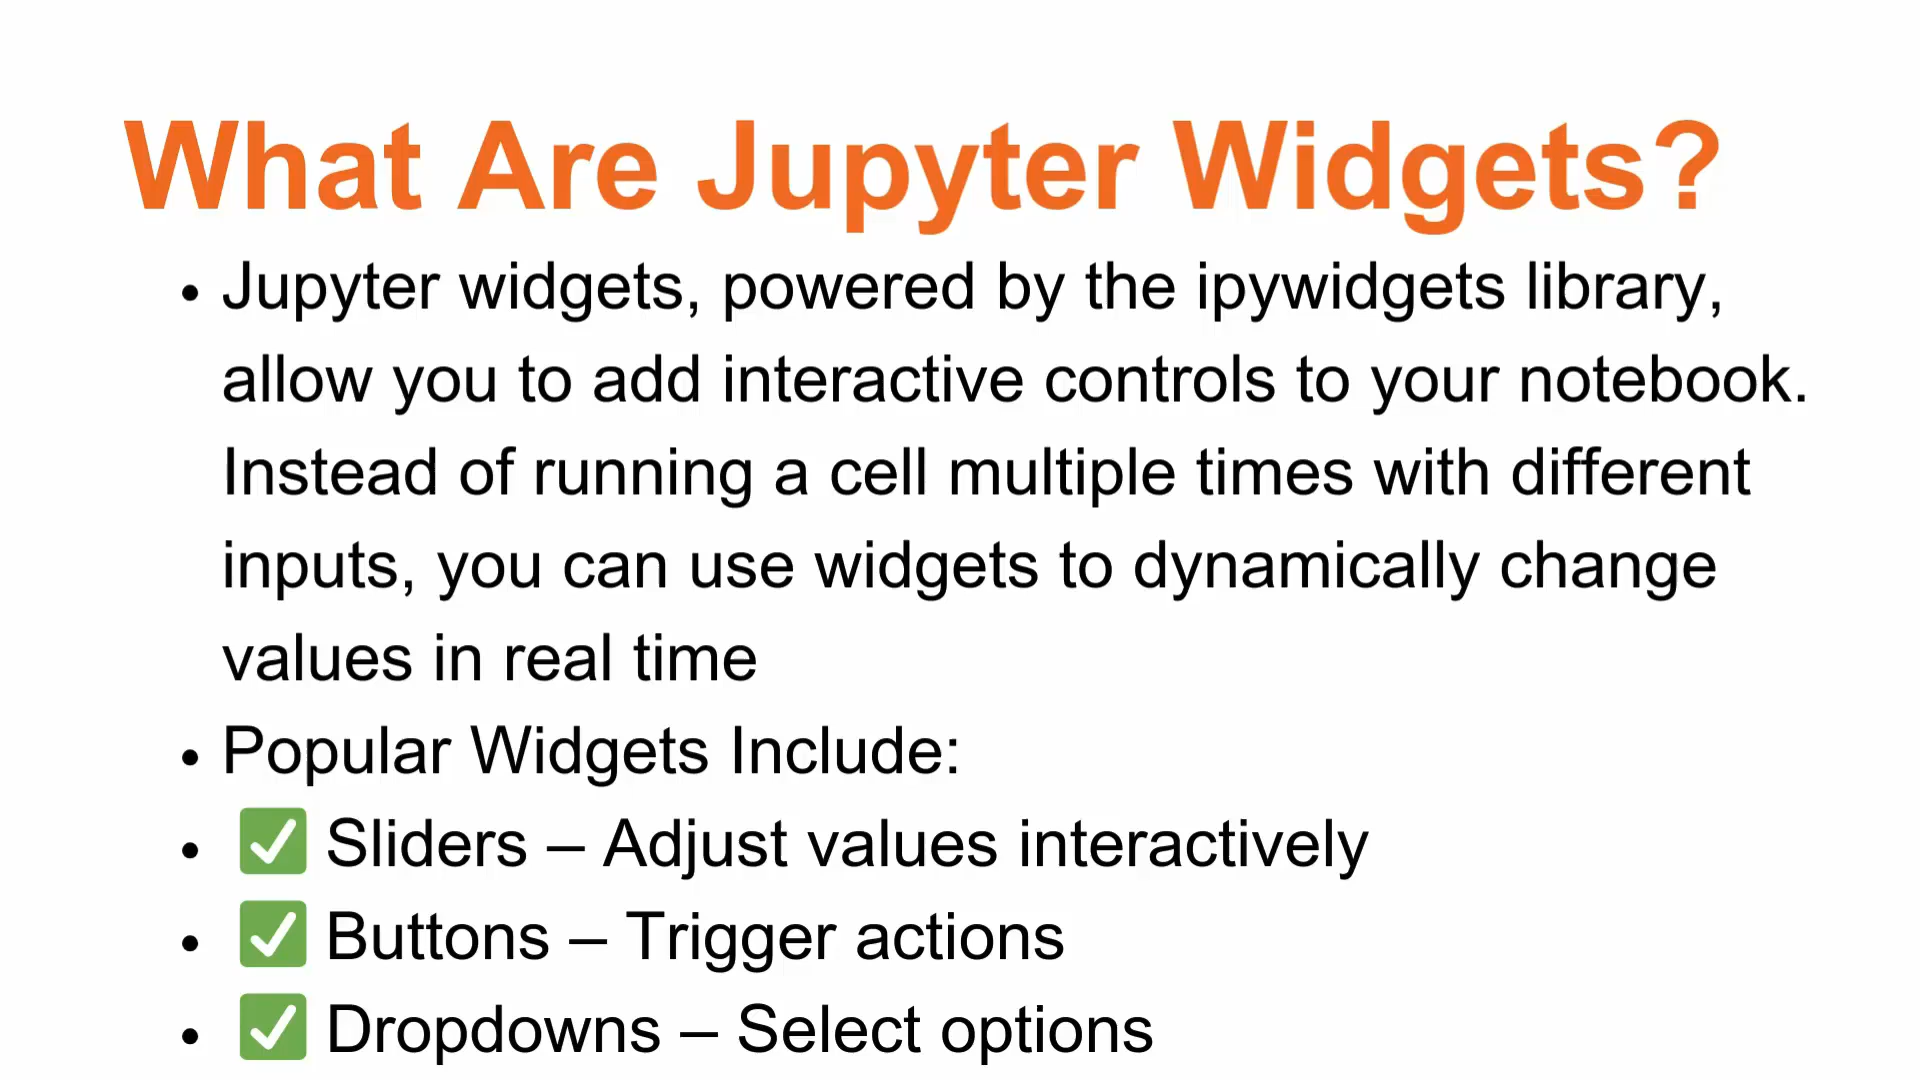 What Are Jupyter Widgets?
• Jupyter widgets, powered by the ipywidgets library,
allow you to add interactive controls to your notebook.
Instead of running a cell multiple times with different
inputs, you can use widgets to dynamically change
values in real time
• Popular Widgets Include:
• ✅ Sliders – Adjust values interactively
• ✅ Buttons – Trigger actions
• ✅ Dropdowns – Select options